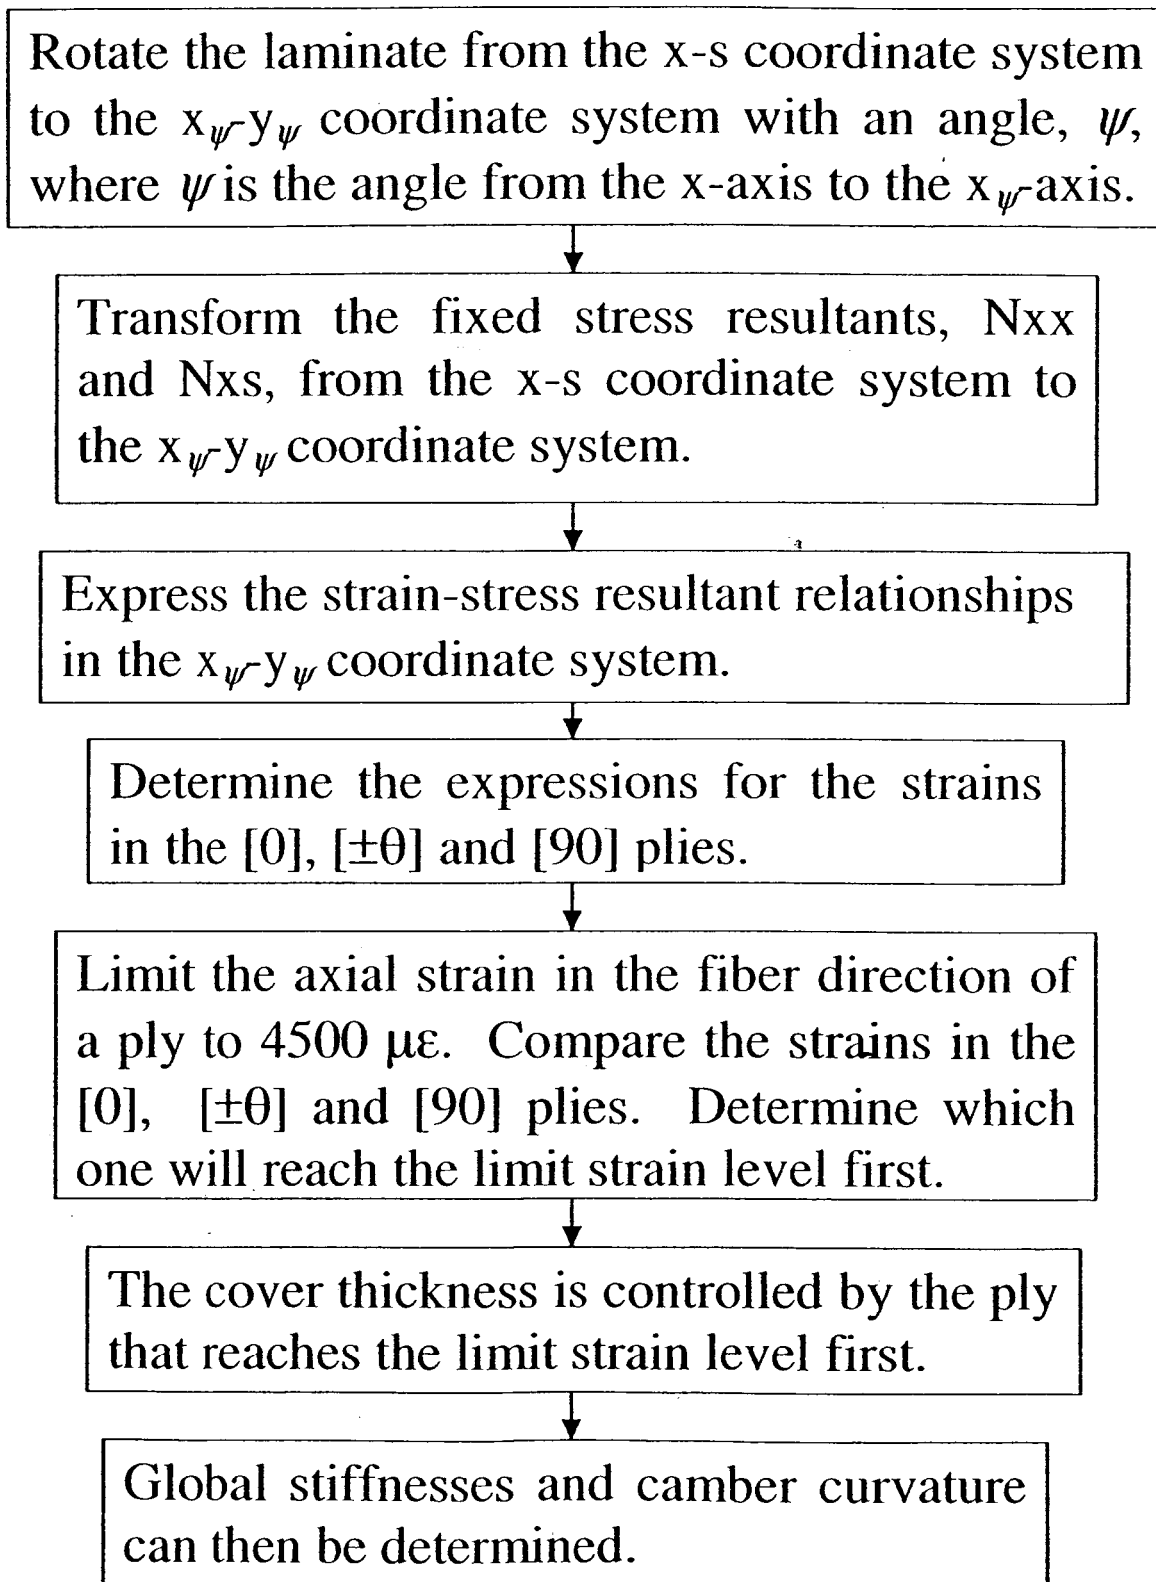 Rotate the laminate from the x-s coordinate system
to the xψ-yψ coordinate system with an angle, ψ,
where ψ is the angle from the x-axis to the xψ-axis.
Transform the fixed stress resultants, Nxx
and Nxs, from the x-s coordinate system to
the xψ-yψ coordinate system.
Express the strain-stress resultant relationships
in the xψ-yψ coordinate system.
Determine the expressions for the strains
in the [0], [±θ] and [90] plies.
Limit the axial strain in the fiber direction of
a ply to 4500 με. Compare the strains in the
[0], [±θ] and [90] plies. Determine which
one will reach the limit strain level first.
The cover thickness is controlled by the ply
that reaches the limit strain level first.
Global stiffnesses and camber curvature
can then be determined.